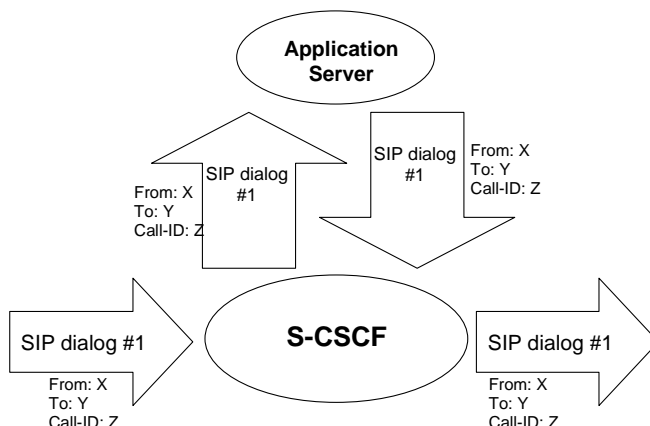 Application
Server
SIP dialog
#1
From: X
To: Y
Call-ID: Z
SIP dialog
#1
From: X
To: Y
Call-ID: Z
S-CSCF
SIP dialog #1
From: X
To: Y
Call-ID: Z
SIP dialog #1
From: X
To: Y
Call-ID: Z